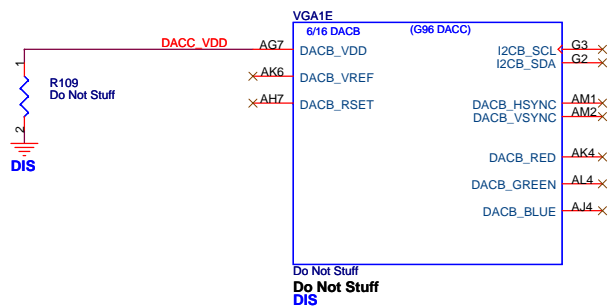 VGA1E
6/16 DACB (G96 DACC)
DACC_VDD AG7 DACB_VDD I2CB_SCL G3
I2CB_SDA G2
1 AK6 DACB_VREF
R109
Do Not Stuff
AH7 DACB_RSET DACB_HSYNC AM1
DACB_VSYNC AM2
2
DIS
DACB_RED AK4
DACB_GREEN AL4
DACB_BLUE AJ4
Do Not Stuff
Do Not Stuff
DIS